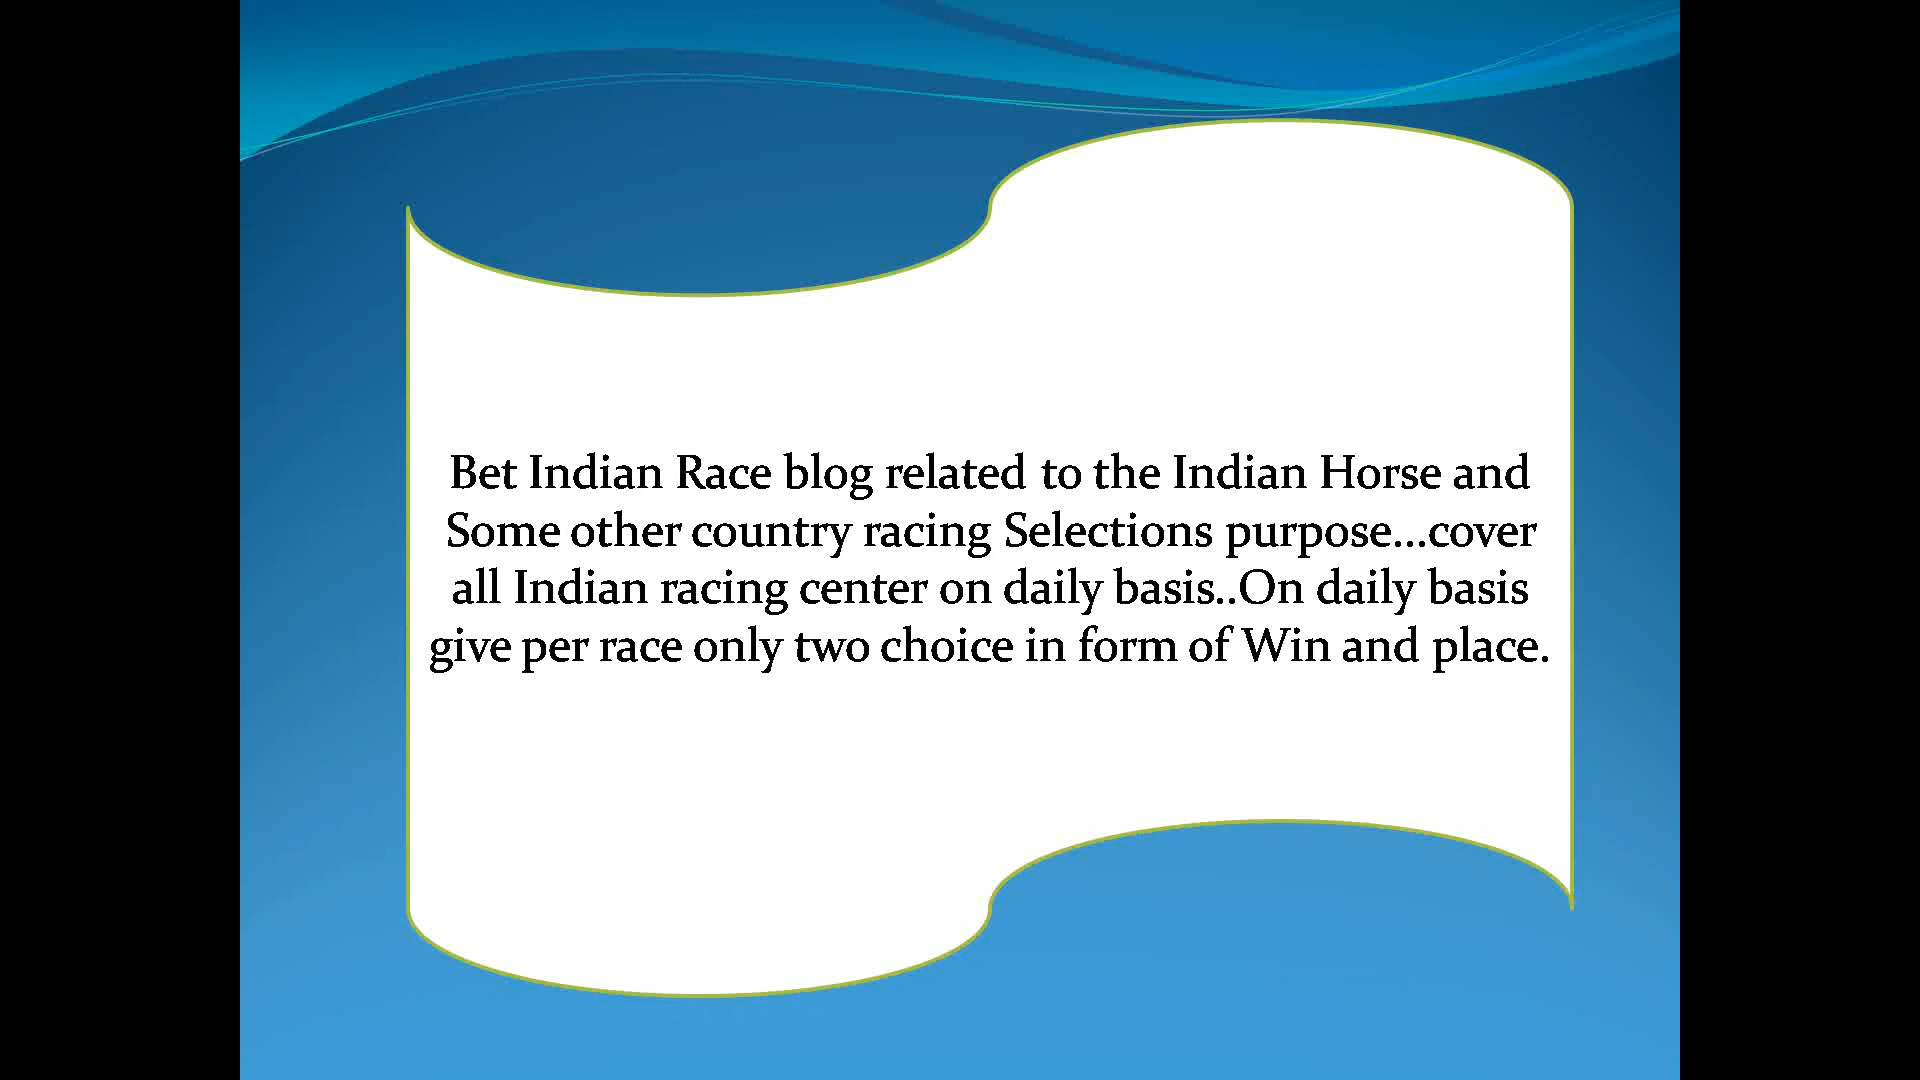 Bet Indian Race blog related to the Indian Horse and
Some other country racing Selections purpose...cover
all Indian racing center on daily basis..On daily basis
give per race only two choice in form of Win and place.